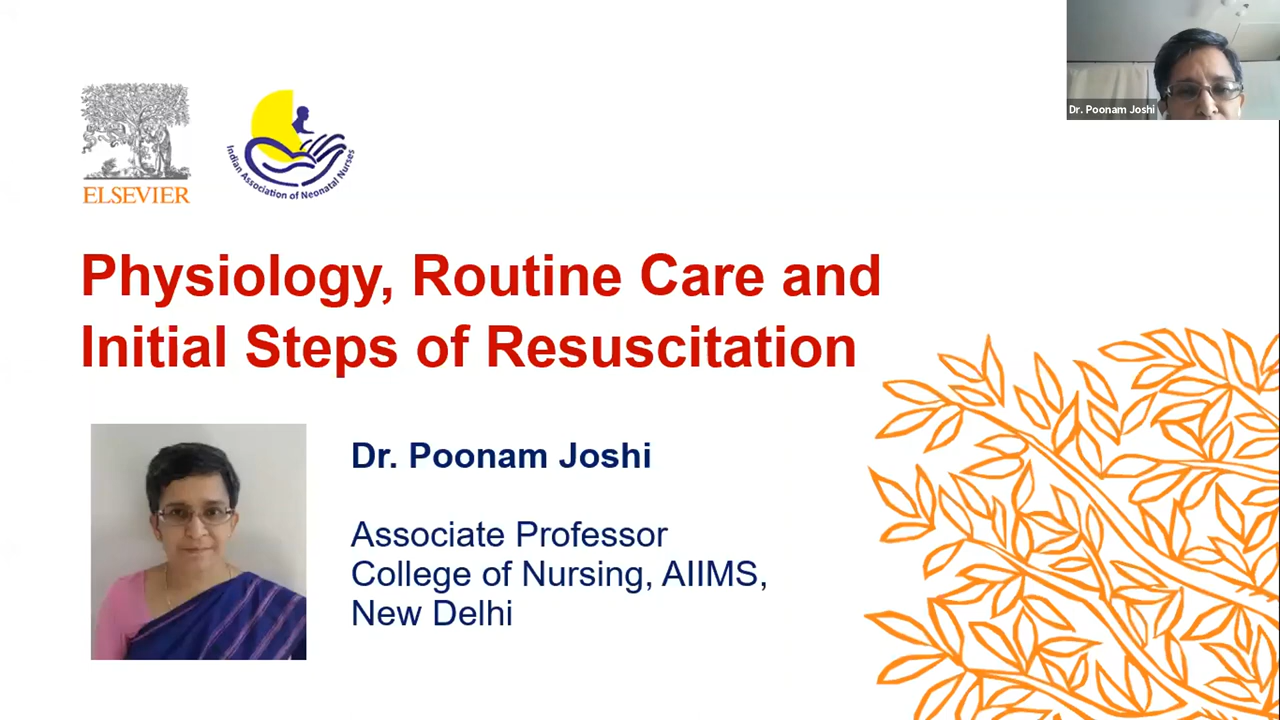 Dr. Poonam Joshi
ELSEVIER
Indian Association of Neonatal Nurses
Physiology, Routine Care and
Initial Steps of Resuscitation
Dr. Poonam Joshi
Associate Professor
College of Nursing, AIIMS,
New Delhi